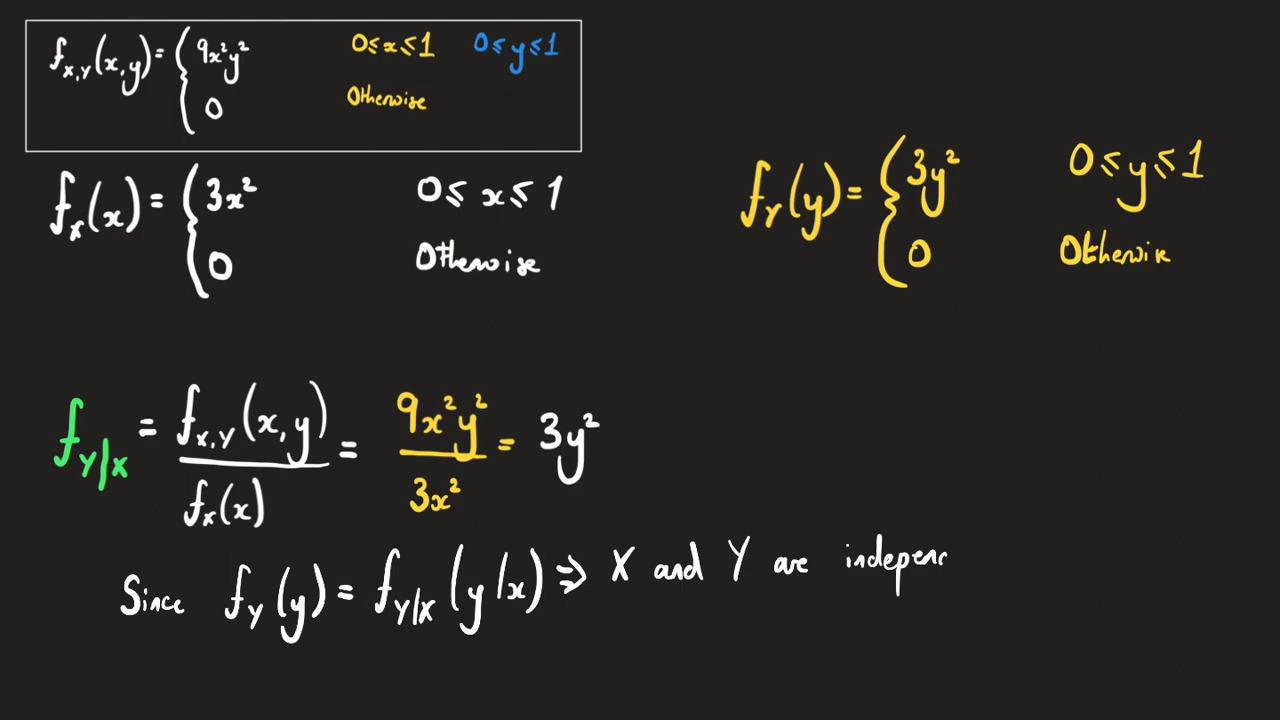 f_{X,Y}(x,y) = { 9x²y² 0≤x≤1 0≤y≤1
0 Otherwise
f_X(x) = { 3x² 0≤x≤1
0 Otherwise
f_Y(y) = { 3y² 0≤y≤1
0 Otherwise
f_{Y|X} = f_{X,Y}(x,y) / f_X(x) = 9x²y² / 3x² = 3y²
Since f_Y(y) = f_{Y|X}(y|x) ⇒ X and Y are indepen